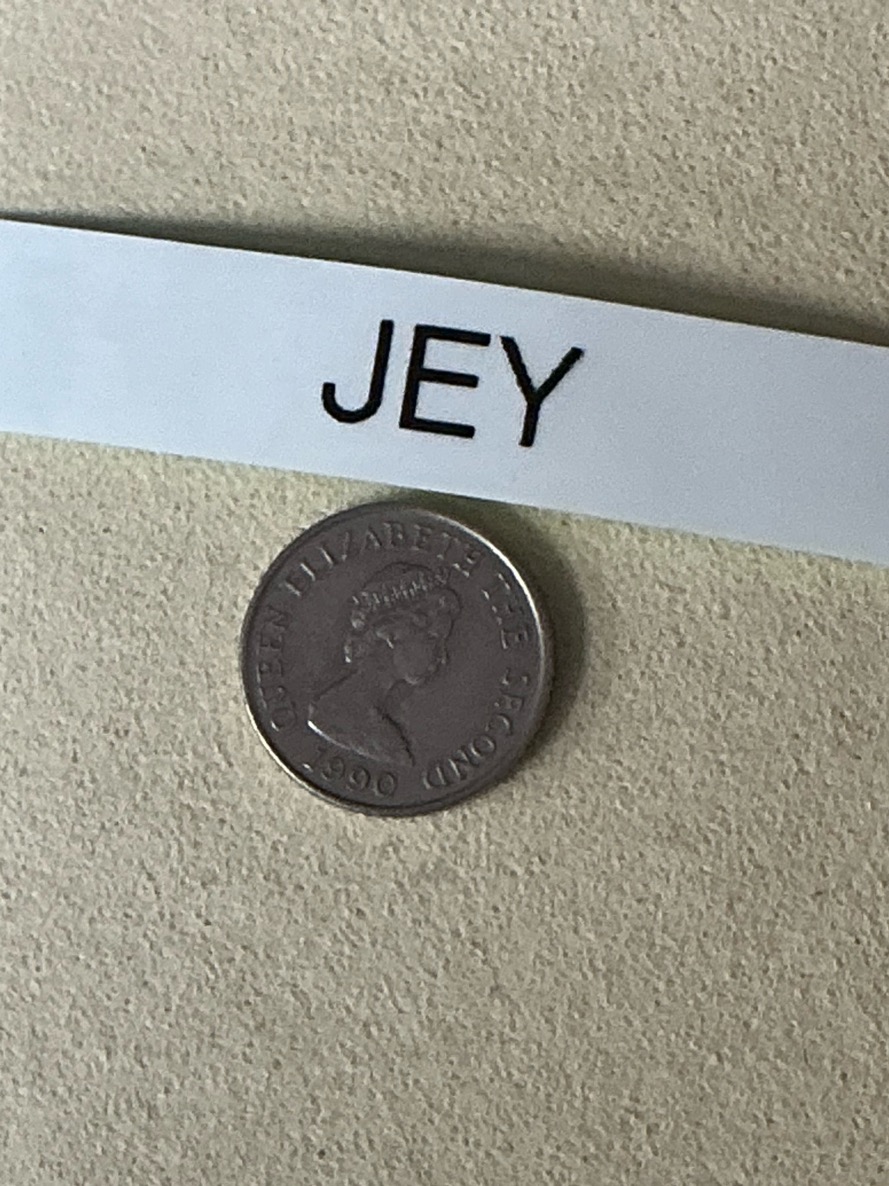 JEY
QUEEN ELIZABETH THE SECOND
1990